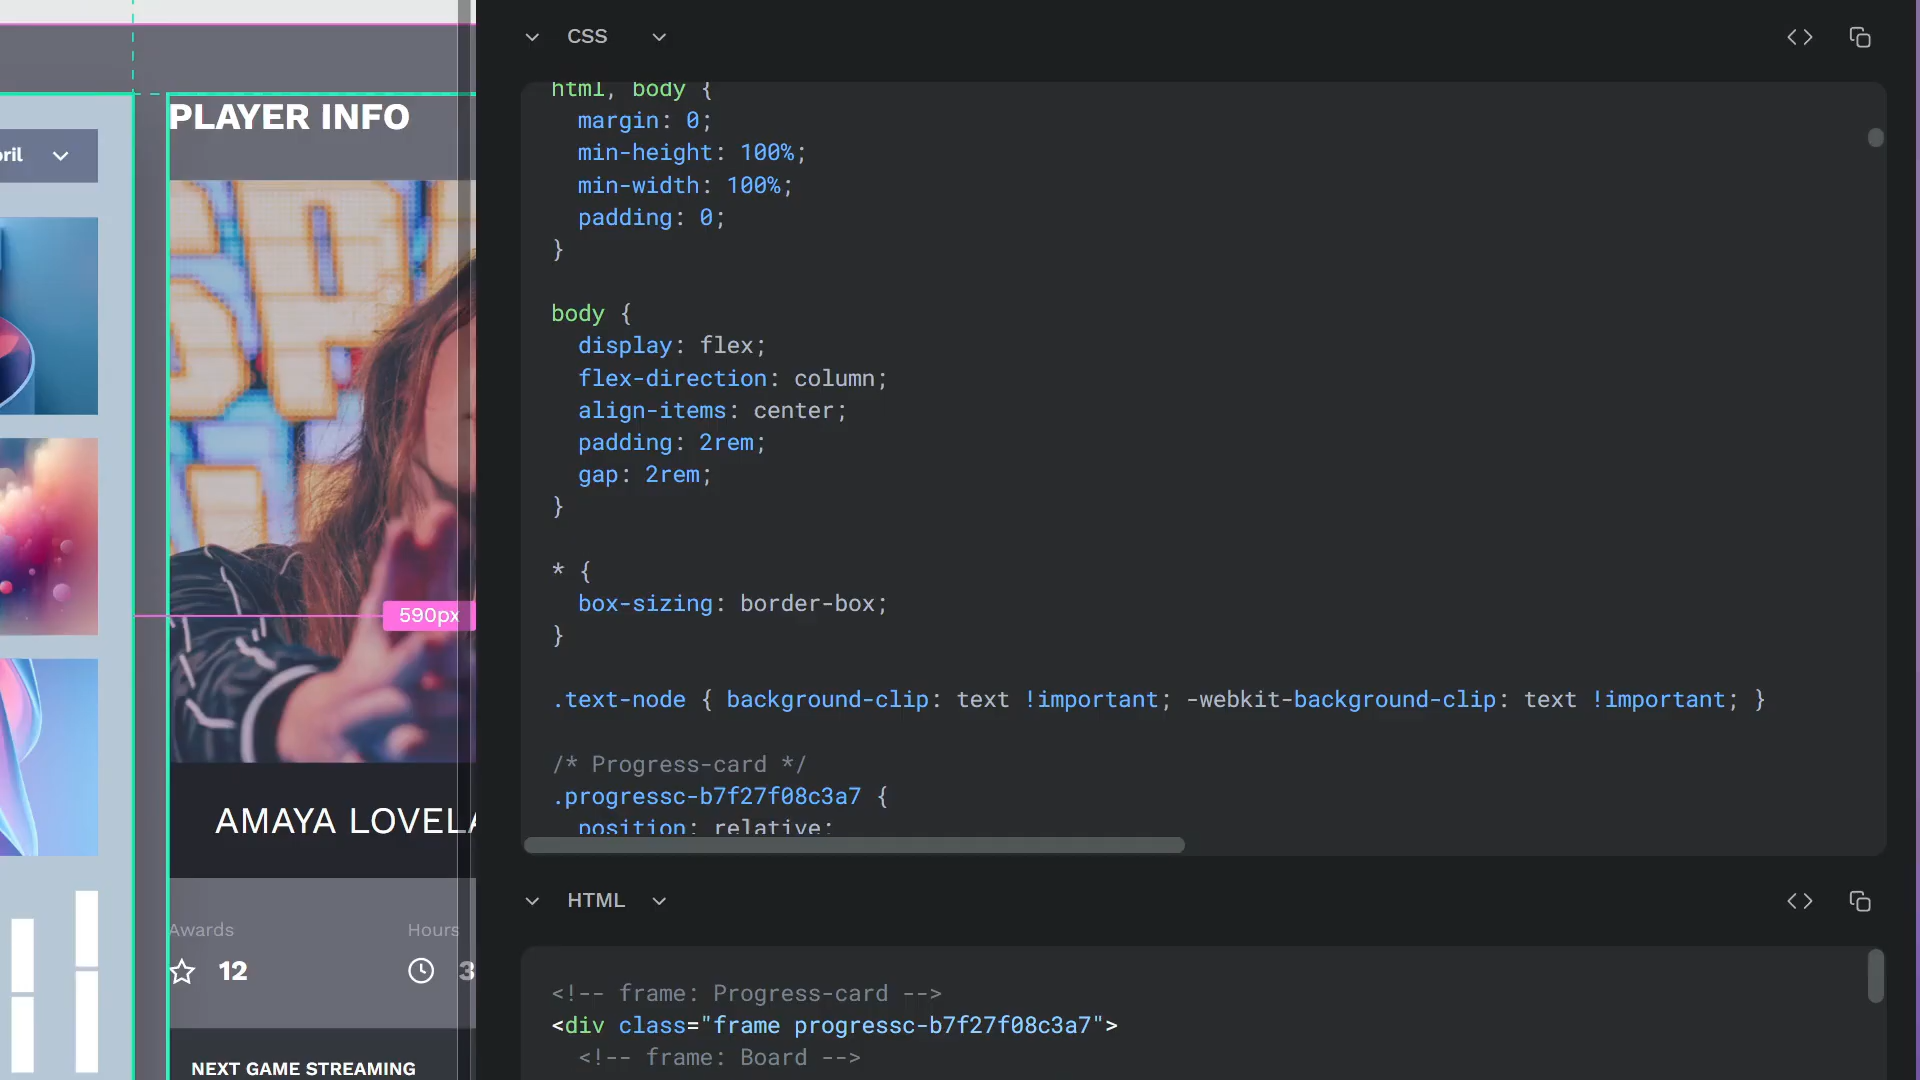 PLAYER INFO
590px
AMAYA
Awards
Hours
12
NEXT GAME STREAMING
CSS
html, body {
margin: 0;
min-height: 100%;
min-width: 100%;
padding: 0;
}
body {
display: flex;
flex-direction: column;
align-items: center;
padding: 2rem;
gap: 2rem;
}
* {
box-sizing: border-box;
}
.text-node { background-clip: text !important; -webkit-background-clip: text !important; }
/* Progress-card */
.progressc-b7f27f08c3a7 {
position: relative;
HTML
<!-- frame: Progress-card -->
<div class="frame progressc-b7f27f08c3a7">
<!-- frame: Board -->